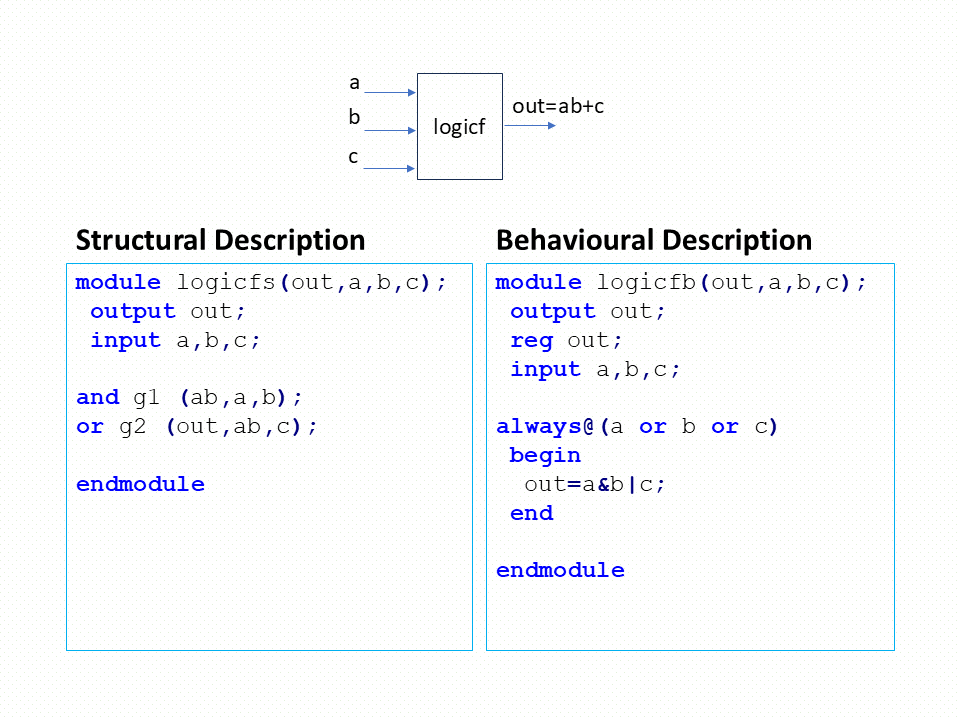 a
b
c
logicf
out=ab+c
Structural Description
module logicfs(out,a,b,c);
output out;
input a,b,c;
and g1 (ab,a,b);
or g2 (out,ab,c);
endmodule
Behavioural Description
module logicfb(out,a,b,c);
output out;
reg out;
input a,b,c;
always@(a or b or c)
begin
out=a&b|c;
end
endmodule